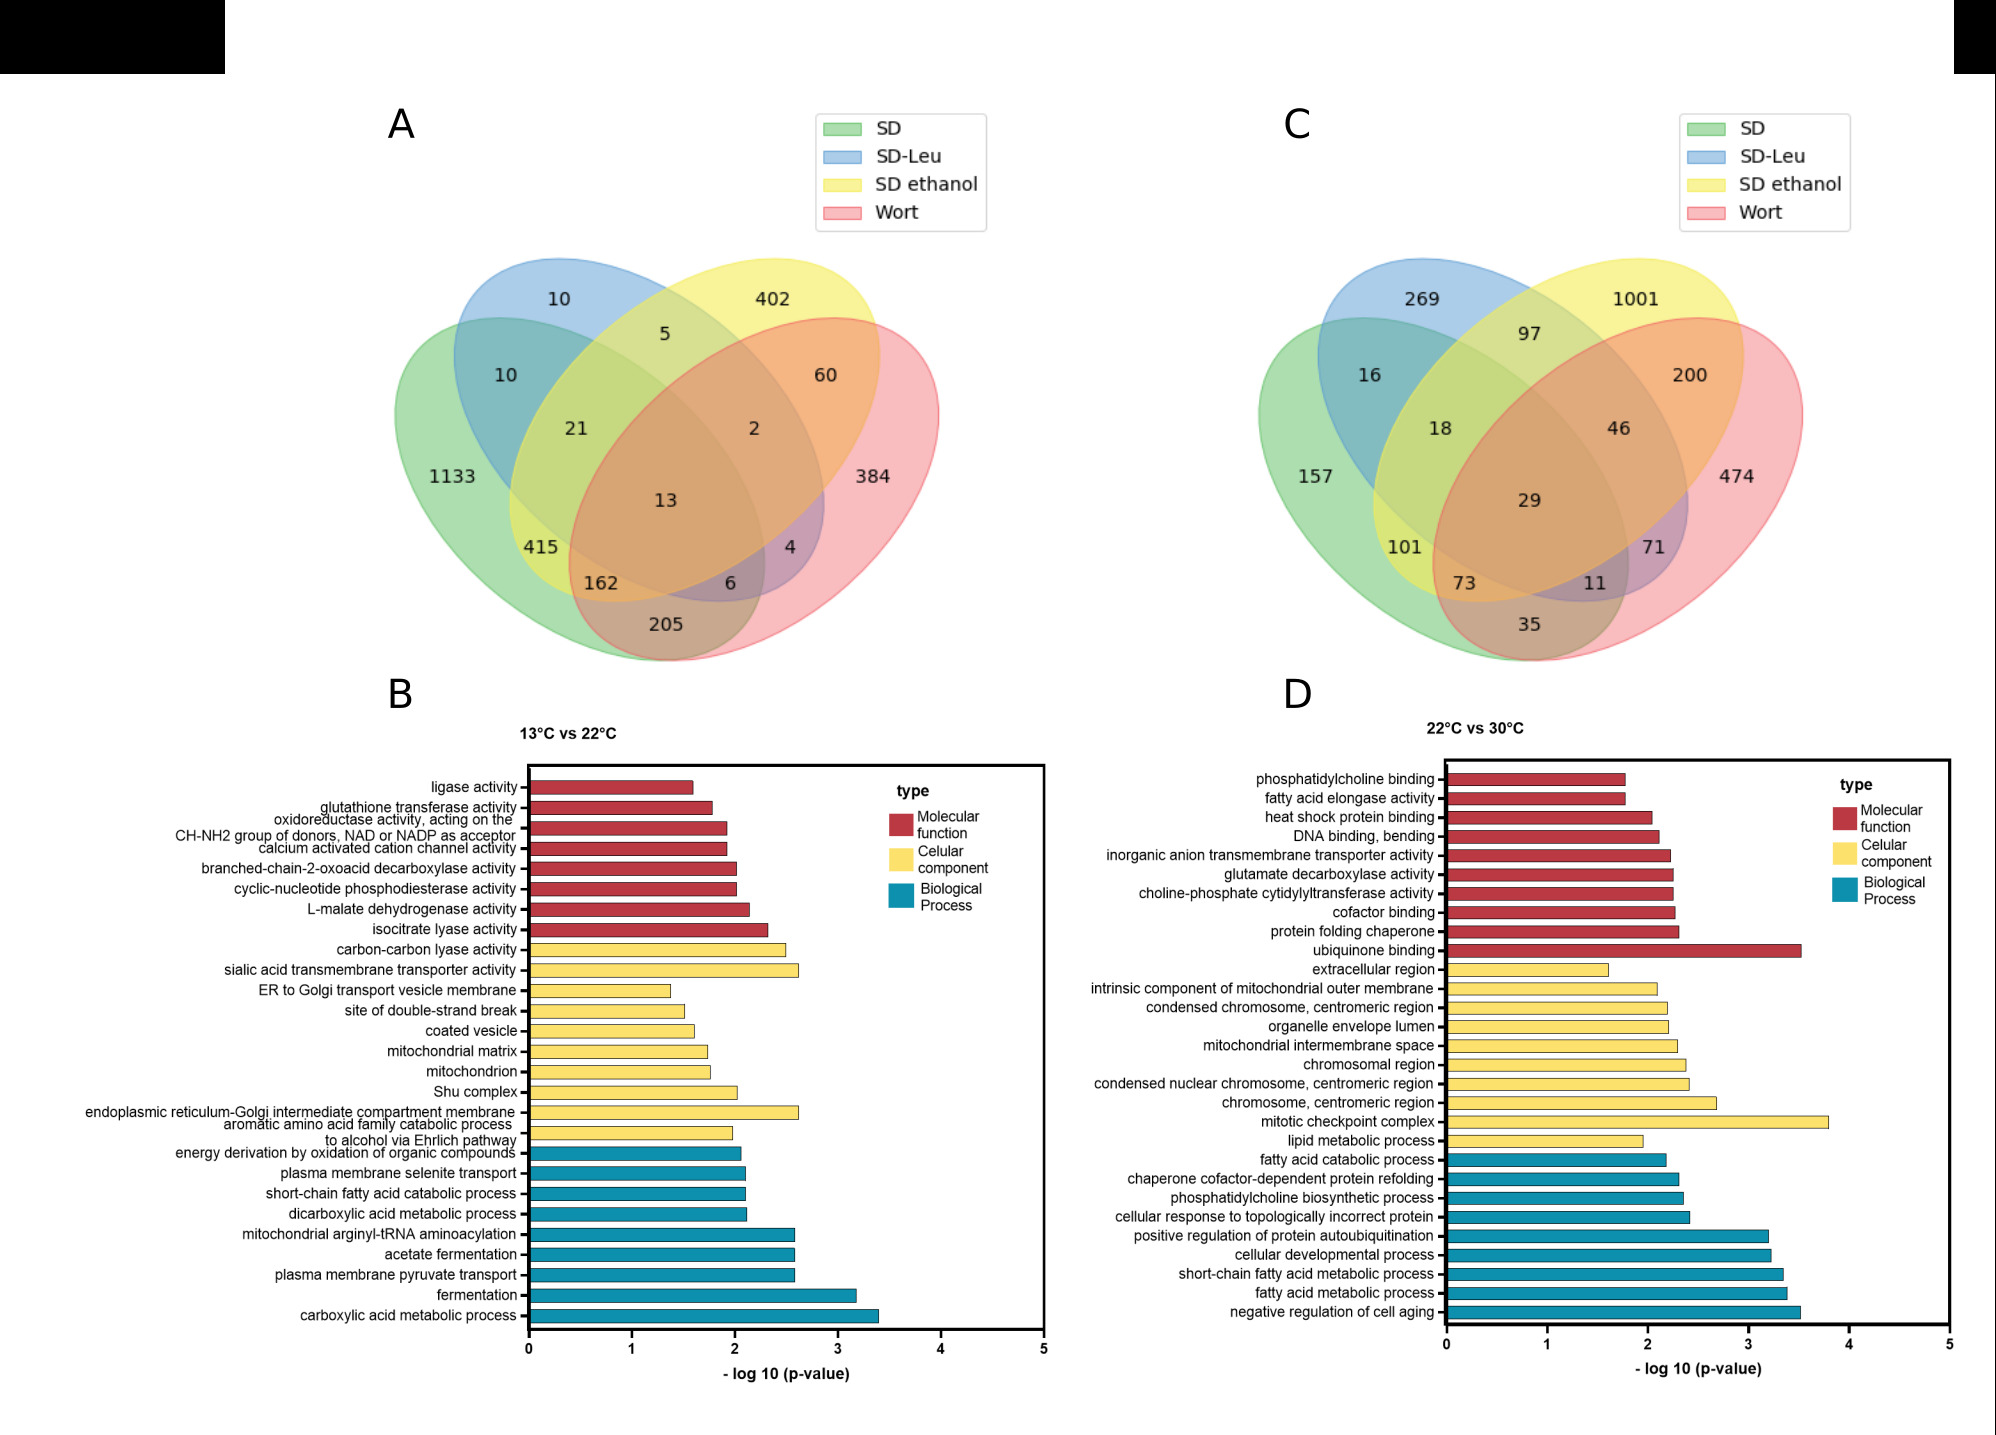 A
SD
SD-Leu
SD ethanol
Wort
10
402
5
10
60
21
2
1133
384
13
415
4
162
6
205
C
SD
SD-Leu
SD ethanol
Wort
269
1001
97
16
200
18
46
157
474
29
101
71
73
11
35
B
13°C vs 22°C
ligase activity
glutathione transferase activity
oxidoreductase activity, acting on the
CH-NH2 group of donors, NAD or NADP as acceptor
calcium activated cation channel activity
branched-chain-2-oxoacid decarboxylase activity
cyclic-nucleotide phosphodiesterase activity
L-malate dehydrogenase activity
isocitrate lyase activity
carbon-carbon lyase activity
sialic acid transmembrane transporter activity
ER to Golgi transport vesicle membrane
site of double-strand break
coated vesicle
mitochondrial matrix
mitochondrion
Shu complex
endoplasmic reticulum-Golgi intermediate compartment membrane
aromatic amino acid family catabolic process
to alcohol via Ehrlich pathway
energy derivation by oxidation of organic compounds
plasma membrane selenite transport
short-chain fatty acid catabolic process
dicarboxylic acid metabolic process
mitochondrial arginyl-tRNA aminoacylation
acetate fermentation
plasma membrane pyruvate transport
fermentation
carboxylic acid metabolic process
type
Molecular
function
Celular
component
Biological
Process
0 1 2 3 4 5
- log 10 (p-value)
D
22°C vs 30°C
phosphatidylcholine binding
fatty acid elongase activity
heat shock protein binding
DNA binding, bending
inorganic anion transmembrane transporter activity
glutamate decarboxylase activity
choline-phosphate cytidylyltransferase activity
cofactor binding
protein folding chaperone
ubiquinone binding
extracellular region
intrinsic component of mitochondrial outer membrane
condensed chromosome, centromeric region
organelle envelope lumen
mitochondrial intermembrane space
chromosomal region
condensed nuclear chromosome, centromeric region
chromosome, centromeric region
mitotic checkpoint complex
lipid metabolic process
fatty acid catabolic process
chaperone cofactor-dependent protein refolding
phosphatidylcholine biosynthetic process
cellular response to topologically incorrect protein
positive regulation of protein autoubiquitination
cellular developmental process
short-chain fatty acid metabolic process
fatty acid metabolic process
negative regulation of cell aging
type
Molecular
function
Celular
component
Biological
Process
0 1 2 3 4 5
- log 10 (p-value)